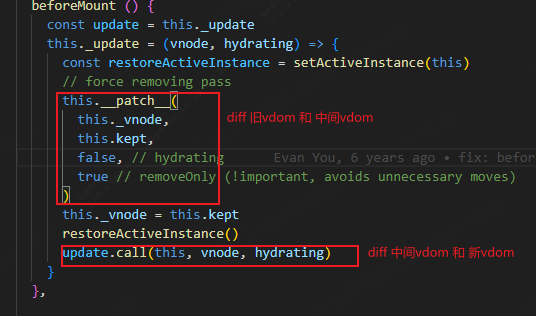 beforeMount () {
const update = this._update
this._update = (vnode, hydrating) => {
const restoreActiveInstance = setActiveInstance(this)
// force removing pass
this.__patch__(
diff 旧vdom 和 中间vdom
this._vnode,
this.kept,
false, // hydrating Evan You, 6 years ago • fix: befor
true // removeOnly (!important, avoids unnecessary moves)
)
this._vnode = this.kept
restoreActiveInstance()
update.call(this, vnode, hydrating) diff 中间vdom 和 新vdom
}
},